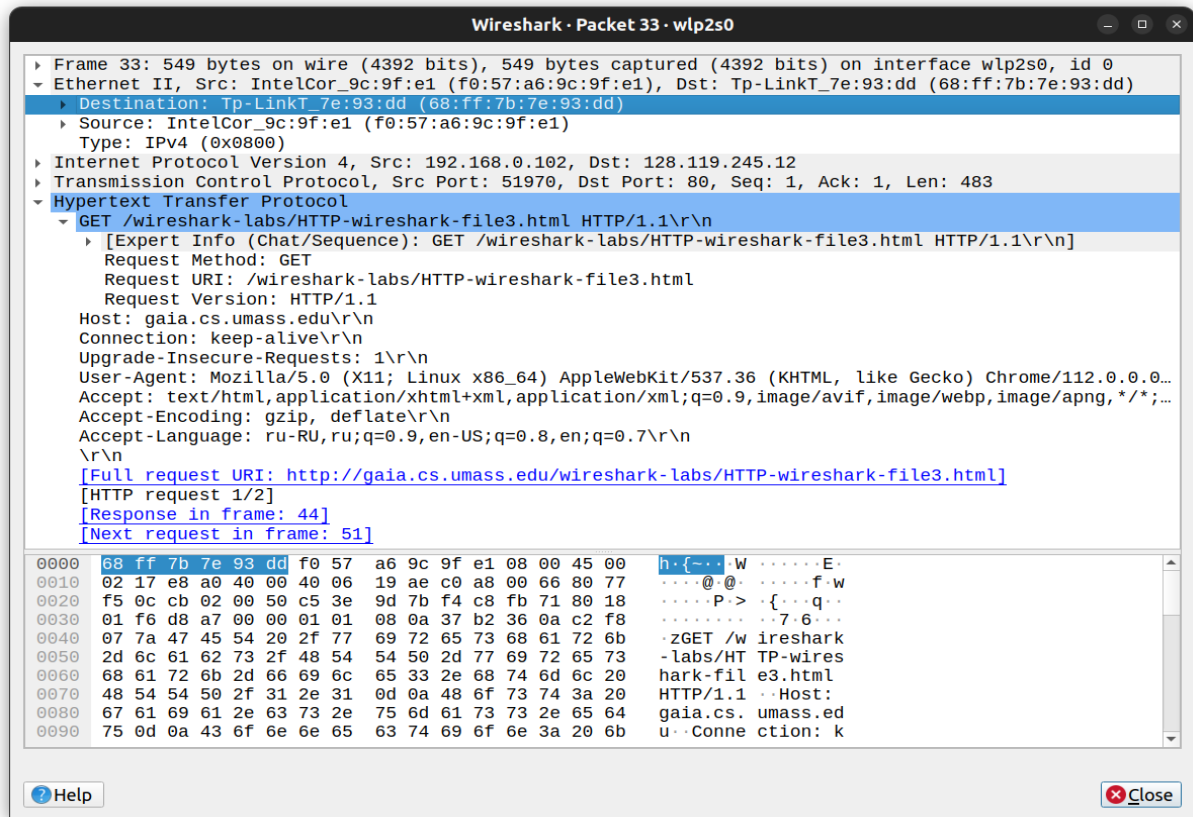 Wireshark · Packet 33 · wlp2s0
Frame 33: 549 bytes on wire (4392 bits), 549 bytes captured (4392 bits) on interface wlp2s0, id 0
Ethernet II, Src: IntelCor_9c:9f:e1 (f0:57:a6:9c:9f:e1), Dst: Tp-LinkT_7e:93:dd (68:ff:7b:7e:93:dd)
Destination: Tp-LinkT_7e:93:dd (68:ff:7b:7e:93:dd)
Source: IntelCor_9c:9f:e1 (f0:57:a6:9c:9f:e1)
Type: IPv4 (0x0800)
Internet Protocol Version 4, Src: 192.168.0.102, Dst: 128.119.245.12
Transmission Control Protocol, Src Port: 51970, Dst Port: 80, Seq: 1, Ack: 1, Len: 483
Hypertext Transfer Protocol
GET /wireshark-labs/HTTP-wireshark-file3.html HTTP/1.1\r\n
[Expert Info (Chat/Sequence): GET /wireshark-labs/HTTP-wireshark-file3.html HTTP/1.1\r\n]
Request Method: GET
Request URI: /wireshark-labs/HTTP-wireshark-file3.html
Request Version: HTTP/1.1
Host: gaia.cs.umass.edu\r\n
Connection: keep-alive\r\n
Upgrade-Insecure-Requests: 1\r\n
User-Agent: Mozilla/5.0 (X11; Linux x86_64) AppleWebKit/537.36 (KHTML, like Gecko) Chrome/112.0.0.0…
Accept: text/html,application/xhtml+xml,application/xml;q=0.9,image/avif,image/webp,image/apng,*/*;…
Accept-Encoding: gzip, deflate\r\n
Accept-Language: ru-RU,ru;q=0.9,en-US;q=0.8,en;q=0.7\r\n
\r\n
[Full request URI: http://gaia.cs.umass.edu/wireshark-labs/HTTP-wireshark-file3.html]
[HTTP request 1/2]
[Response in frame: 44]
[Next request in frame: 51]
0000 68 ff 7b 7e 93 dd f0 57 a6 9c 9f e1 08 00 45 00 h·{~···W ······E·
0010 02 17 e8 a0 40 00 40 06 19 ae c0 a8 00 66 80 77 ····@·@· ·····f·w
0020 f5 0c cb 02 00 50 c5 3e 9d 7b f4 c8 fb 71 80 18 ·····P·> ·{···q··
0030 01 f6 d8 a7 00 00 01 01 08 0a 37 b2 36 0a c2 f8 ········ ··7·6···
0040 07 7a 47 45 54 20 2f 77 69 72 65 73 68 61 72 6b ·zGET /w ireshark
0050 2d 6c 61 62 73 2f 48 54 54 50 2d 77 69 72 65 73 -labs/HT TP-wires
0060 68 61 72 6b 2d 66 69 6c 65 33 2e 68 74 6d 6c 20 hark-fil e3.html
0070 48 54 54 50 2f 31 2e 31 0d 0a 48 6f 73 74 3a 20 HTTP/1.1 ··Host:
0080 67 61 69 61 2e 63 73 2e 75 6d 61 73 73 2e 65 64 gaia.cs. umass.ed
0090 75 0d 0a 43 6f 6e 6e 65 63 74 69 6f 6e 3a 20 6b u··Conne ction: k
Help
Close